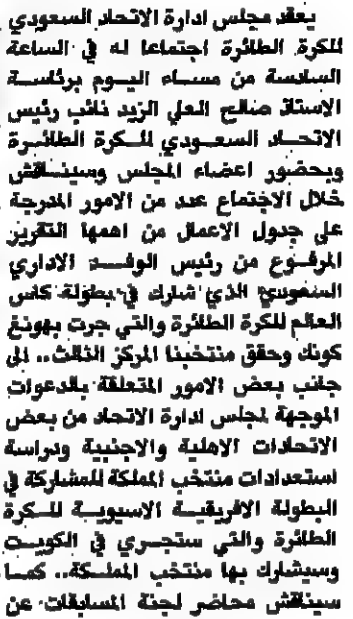 يعقد مجلس ادارة الاتحاد السعودي
للكرة الطائرة اجتماعا له في الساعة
السادسة من مساء اليوم برئاسة
الاستاذ صالح العلي الزيد نائب رئيس
الاتحاد السعودي للكرة الطائرة
وبحضور اعضاء المجلس وسيناقش
خلال الاجتماع عدد من الامور المدرجة
على جدول الاعمال من اهمها التقرير
المرفوع من رئيس الوفد الاداري
السعودي الذي شارك في بطولة كاس
العالم للكرة الطائرة والتي جرت بهونغ
كونك وحقق منتخبنا المركز الثالث.. الى
جانب بعض الامور المتعلقة بالدعوات
الموجهة لمجلس ادارة الاتحاد من بعض
الاتحادات الاهلية والاجنبية ودراسة
استعدادات منتخب المملكة للمشاركة في
البطولة الافريقية الاسيوية للكرة
الطائرة والتي ستجري في الكويت
وسيشارك بها منتخب المملكة.. كما
سيناقش محاضر لجنة المسابقات عن